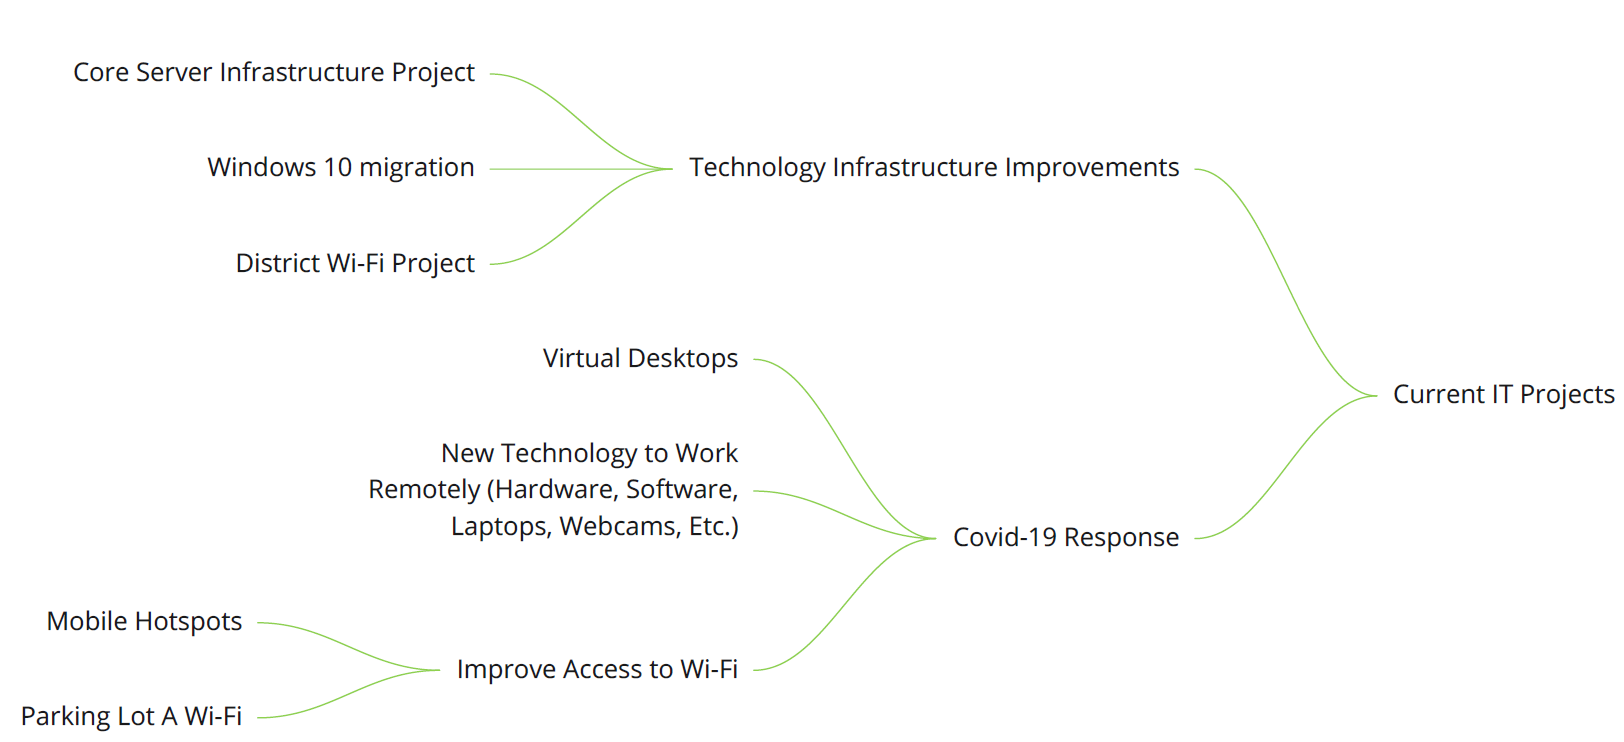 Core Server Infrastructure Project
Windows 10 migration
Technology Infrastructure Improvements
District Wi-Fi Project
Virtual Desktops
Current IT Projects
New Technology to Work
Remotely (Hardware, Software,
Laptops, Webcams, Etc.)
Covid-19 Response
Mobile Hotspots
Improve Access to Wi-Fi
Parking Lot A Wi-Fi